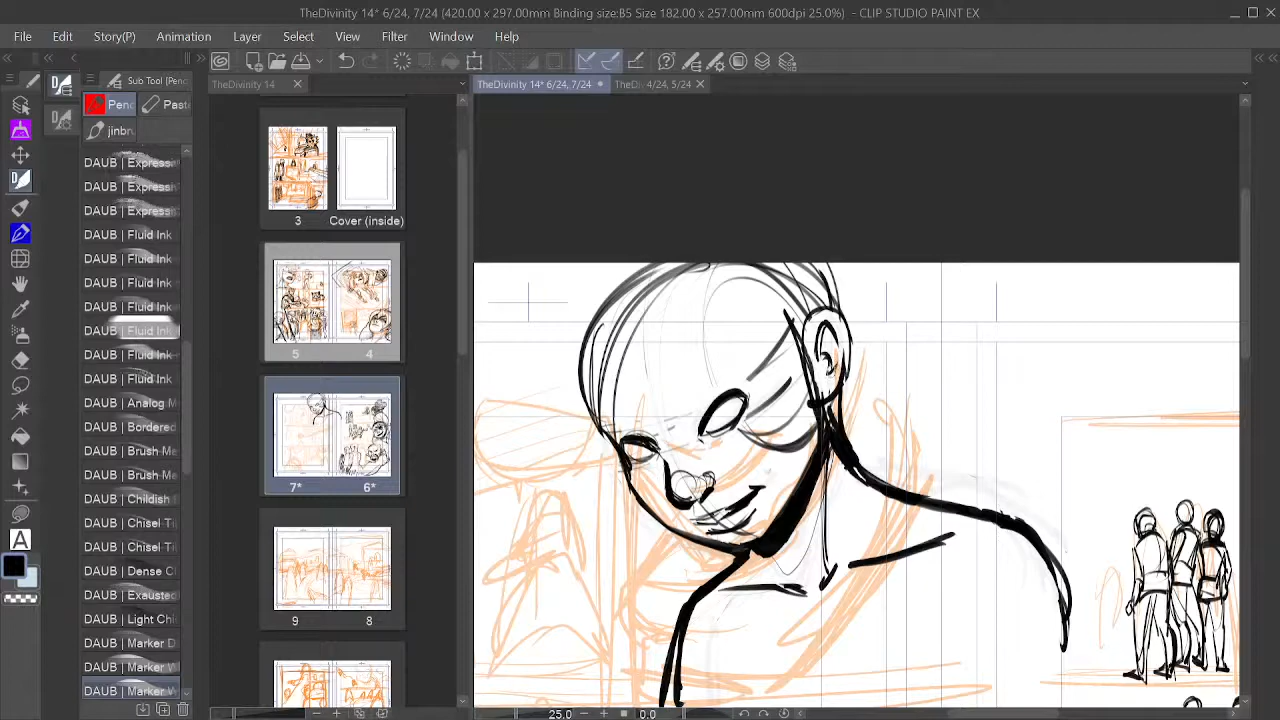 TheDivinity 14* 6/24, 7/24 (420.00 x 297.00mm Binding size:B5 Size 182.00 x 257.00mm 600dpi 25.0%) - CLIP STUDIO PAINT EX
File Edit Story(P) Animation Layer Select View Filter Window Help
Sub Tool [Penc
TheDivinity 14
TheDivinity 14* 6/24, 7/24
TheDi 4/24, 5/24
Penc
Paste
jinbru
DAUB | Express
DAUB | Express
DAUB | Express
DAUB | Fluid Ink
DAUB | Fluid Ink
DAUB | Fluid Ink
DAUB | Fluid Ink
DAUB | Fluid Ink
DAUB | Fluid Ink
DAUB | Fluid Ink
DAUB | Analog M
DAUB | Bordere
DAUB | Brush Me
DAUB | Brush Me
DAUB | Childish
DAUB | Chisel Ti
DAUB | Chisel Ti
DAUB | Dense C
DAUB | Exausted
DAUB | Light Chi
DAUB | Marker D
DAUB | Marker W
DAUB | Marker W
A
3 Cover (inside)
5 4
7* 6*
9 8
25.0
0.0